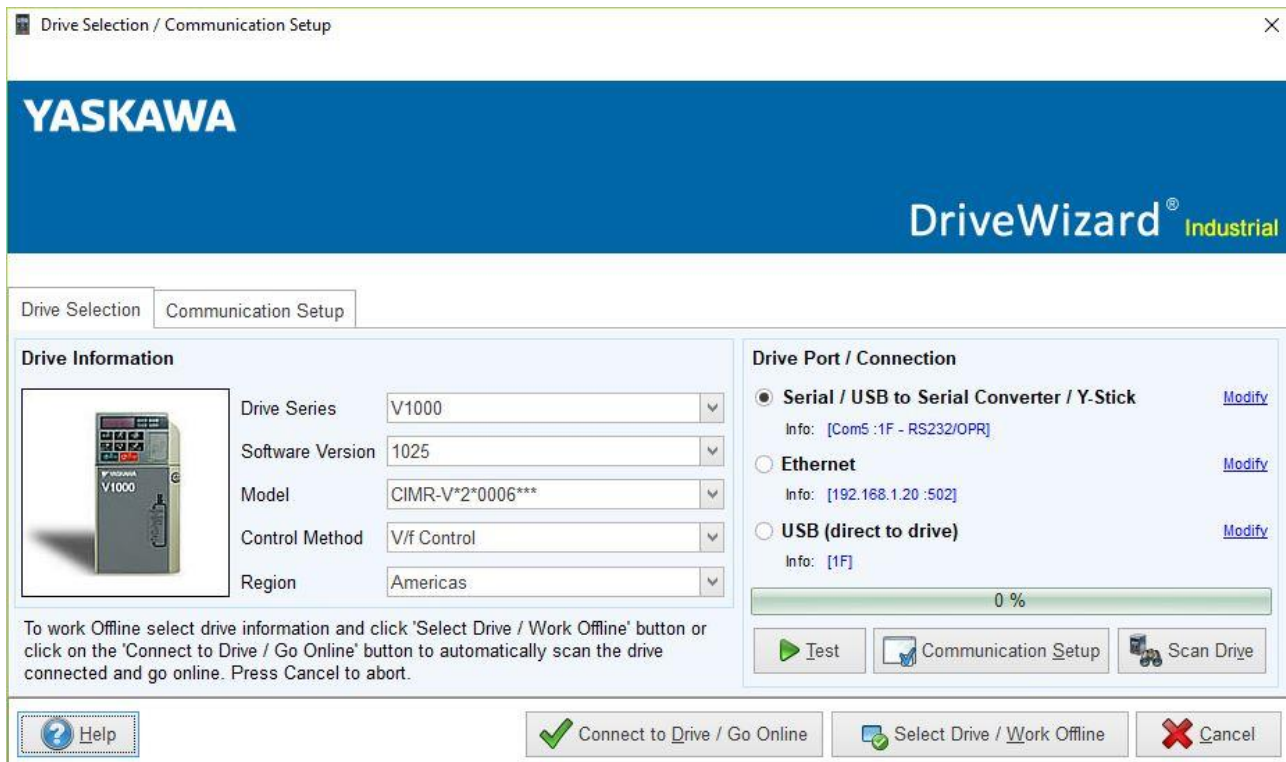 Drive Selection / Communication Setup
YASKAWA
DriveWizard® Industrial
Drive Selection
Communication Setup
Drive Information
V1000
Drive Series V1000
Software Version 1025
Model CIMR-V*2*0006***
Control Method V/f Control
Region Americas
To work Offline select drive information and click 'Select Drive / Work Offline' button or
click on the 'Connect to Drive / Go Online' button to automatically scan the drive
connected and go online. Press Cancel to abort.
Drive Port / Connection
Serial / USB to Serial Converter / Y-Stick Modify
Info: [Com5 :1F - RS232/OPR]
Ethernet Modify
Info: [192.168.1.20 :502]
USB (direct to drive) Modify
Info: [1F]
0 %
Test
Communication Setup
Scan Drive
Help
Connect to Drive / Go Online
Select Drive / Work Offline
Cancel